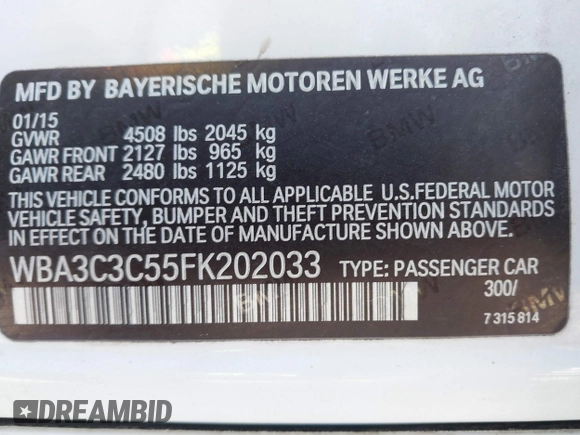 MFD BY BAYERISCHE MOTOREN WERKE AG
01/15
GVWR 4508 lbs 2045 kg
GAWR FRONT 2127 lbs 965 kg
GAWR REAR 2480 lbs 1125 kg
THIS VEHICLE CONFORMS TO ALL APPLICABLE U.S.FEDERAL MOTOR
VEHICLE SAFETY, BUMPER AND THEFT PREVENTION STANDARDS
IN EFFECT ON THE DATE OF MANUFACTURE SHOWN ABOVE.
WBA3C3C55FK202033 TYPE: PASSENGER CAR
300/
7 315 814
DREAMBID